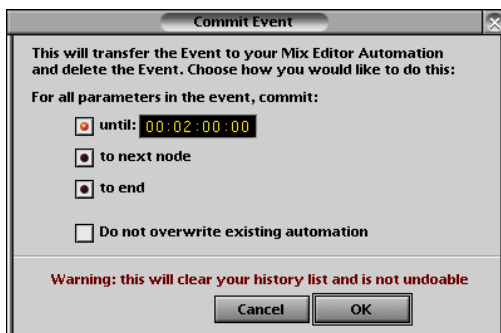 Commit Event
This will transfer the Event to your Mix Editor Automation
and delete the Event. Choose how you would like to do this:
For all parameters in the event, commit:
until: 00:02:00:00
to next node
to end
Do not overwrite existing automation
Warning: this will clear your history list and is not undoable
Cancel OK